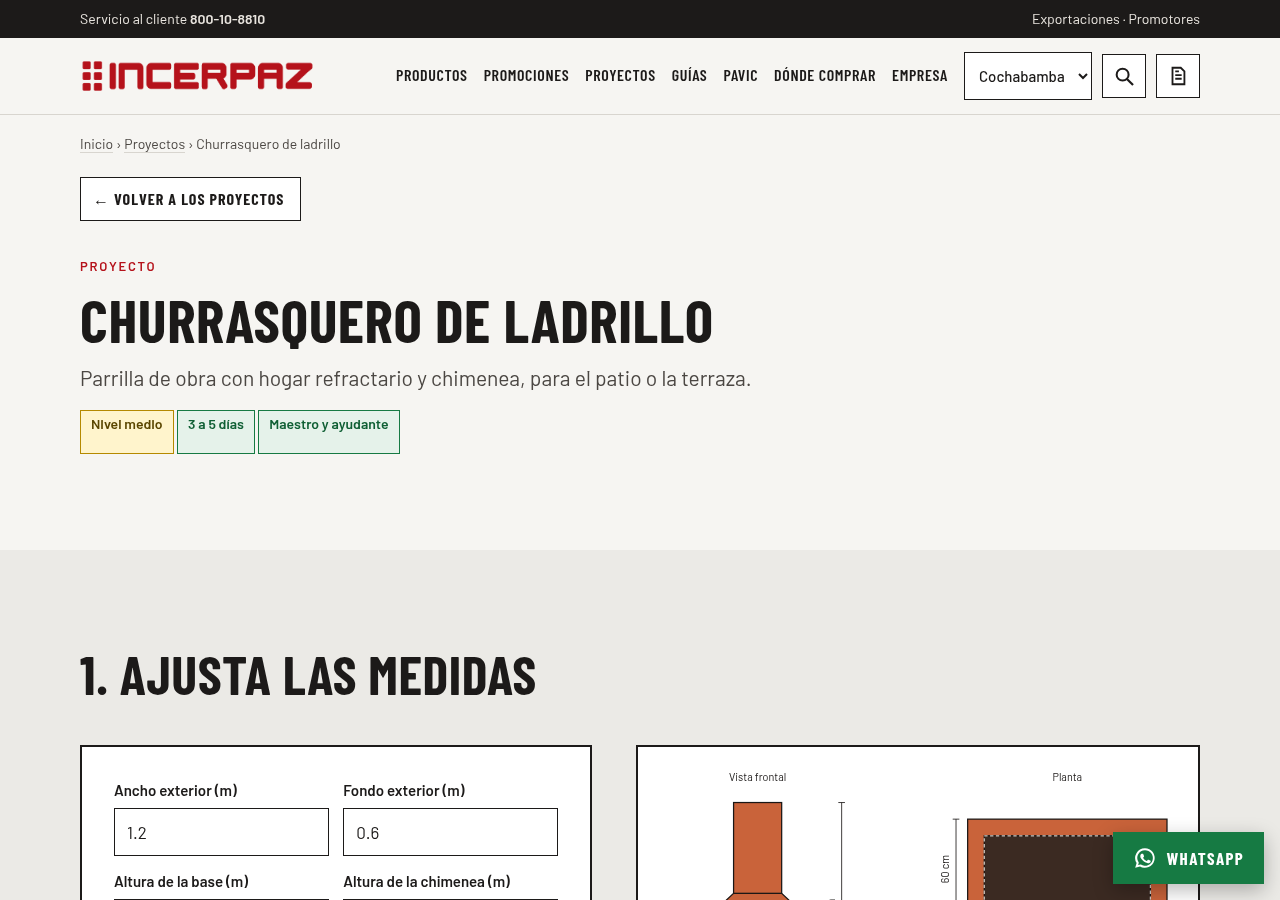 Servicio al cliente 800-10-8810
Exportaciones · Promotores
INCERPAZ
PRODUCTOS PROMOCIONES PROYECTOS GUÍAS PAVIC DÓNDE COMPRAR EMPRESA
Cochabamba
Inicio › Proyectos › Churrasquero de ladrillo
← VOLVER A LOS PROYECTOS
PROYECTO
CHURRASQUERO DE LADRILLO
Parrilla de obra con hogar refractario y chimenea, para el patio o la terraza.
Nivel medio
3 a 5 días
Maestro y ayudante
1. AJUSTA LAS MEDIDAS
Ancho exterior (m)
Fondo exterior (m)
1.2
0.6
Altura de la base (m)
Altura de la chimenea (m)
Vista frontal
Planta
60 cm
WHATSAPP